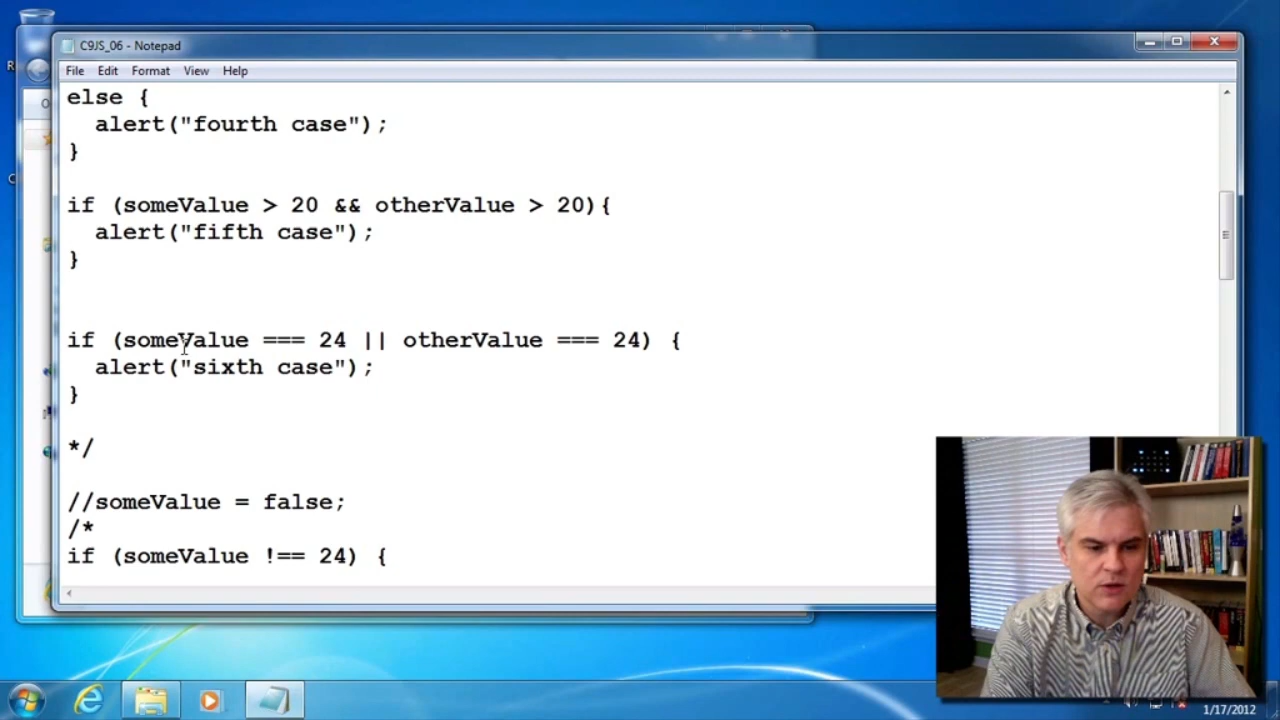 C9JS_06 - Notepad
File Edit Format View Help
else {
  alert("fourth case");
}
if (someValue > 20 && otherValue > 20){
  alert("fifth case");
}
if (someValue === 24 || otherValue === 24) {
  alert("sixth case");
}
*/
//someValue = false;
/*
if (someValue !== 24) {
1/17/2012